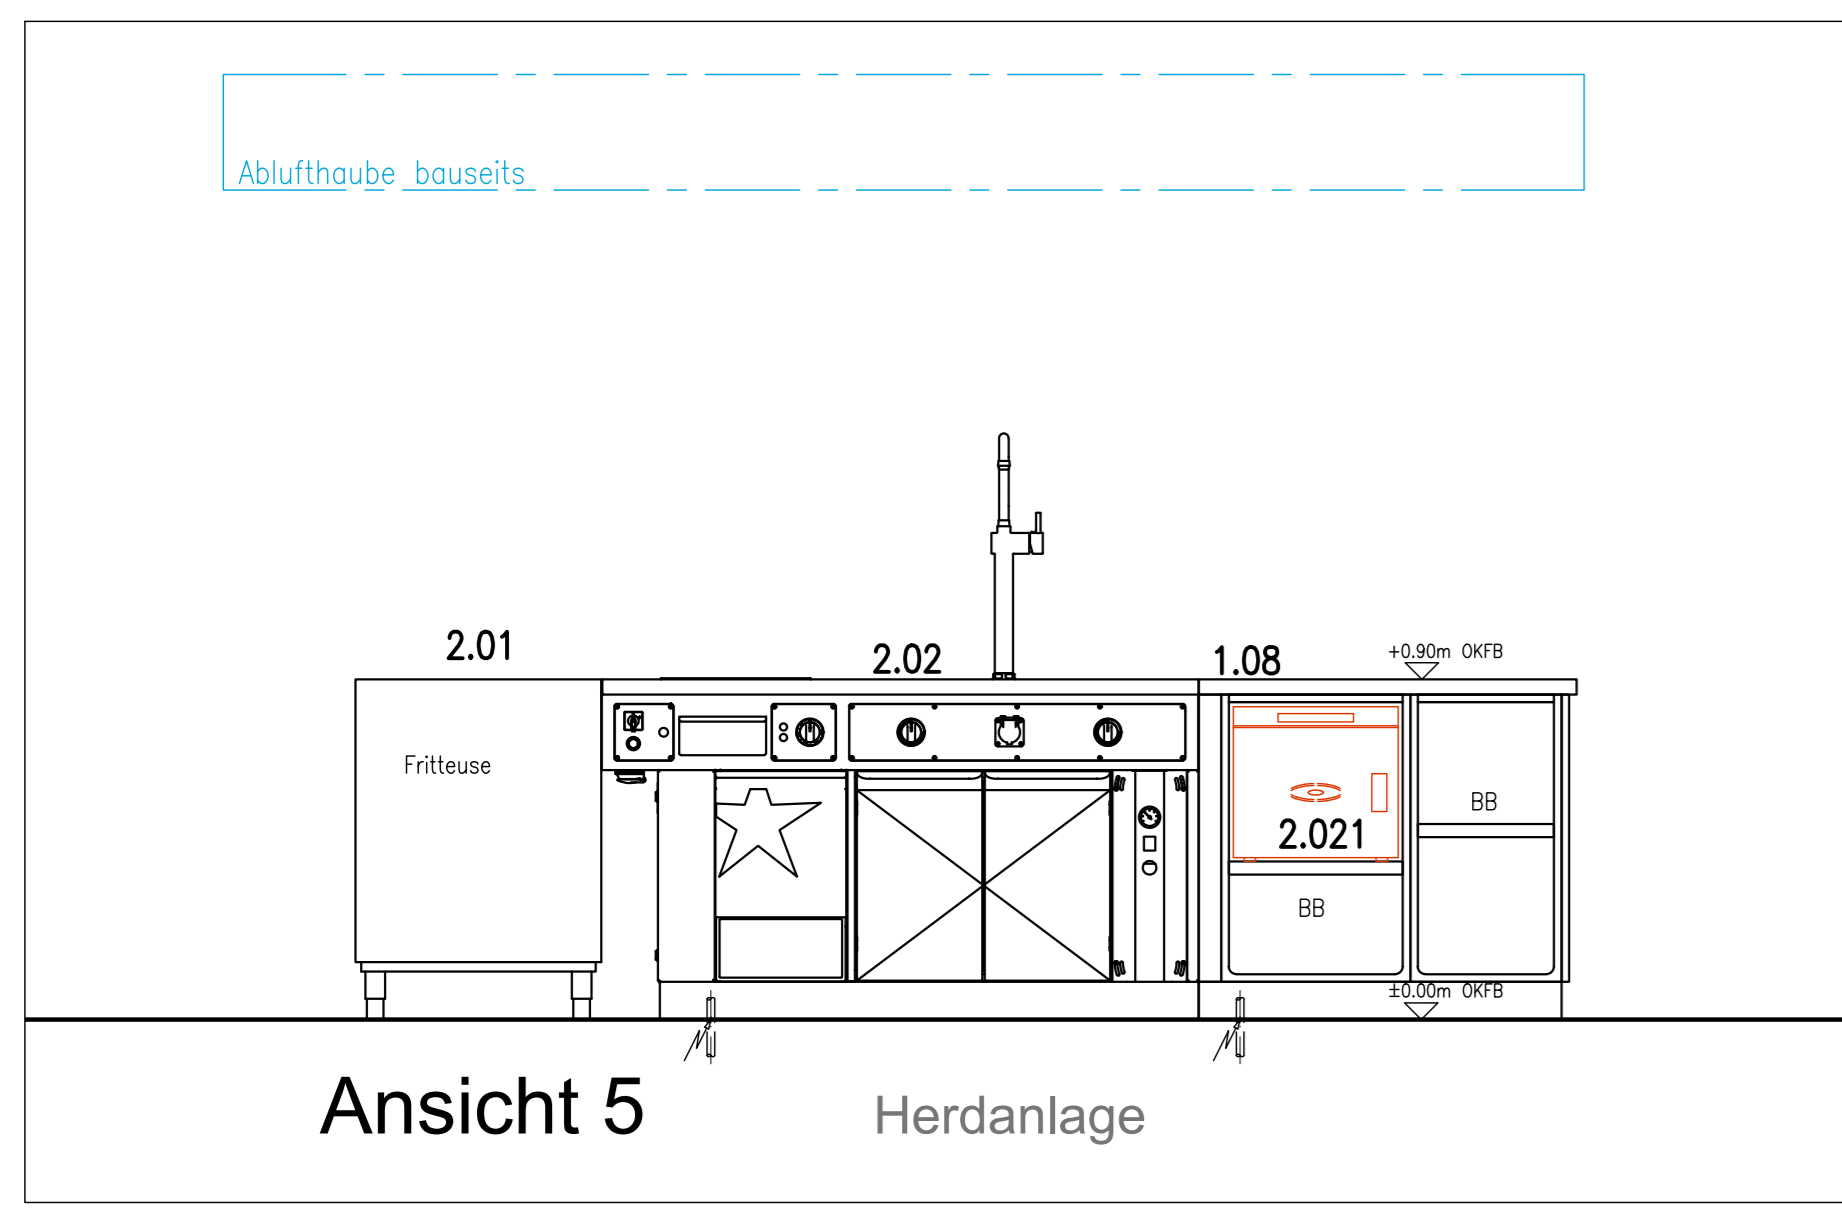 Ablufthaube bauseits
2.01
2.02
1.08
+0.90m OKFB
Fritteuse
2.021
BB
BB
±0.00m OKFB
Ansicht 5
Herdanlage